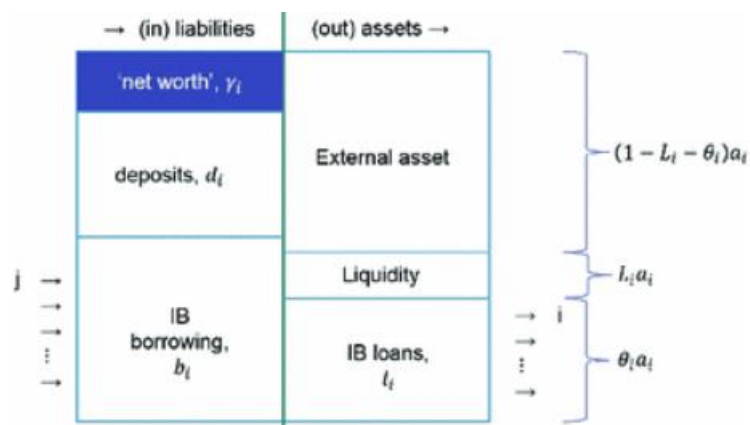 → (in) liabilities (out) assets →
'net worth', γᵢ
deposits, dᵢ
External asset
(1 − Lᵢ − θᵢ)aᵢ
Liquidity
Lᵢaᵢ
IB
borrowing,
bᵢ
IB loans,
lᵢ
→ i
θᵢaᵢ